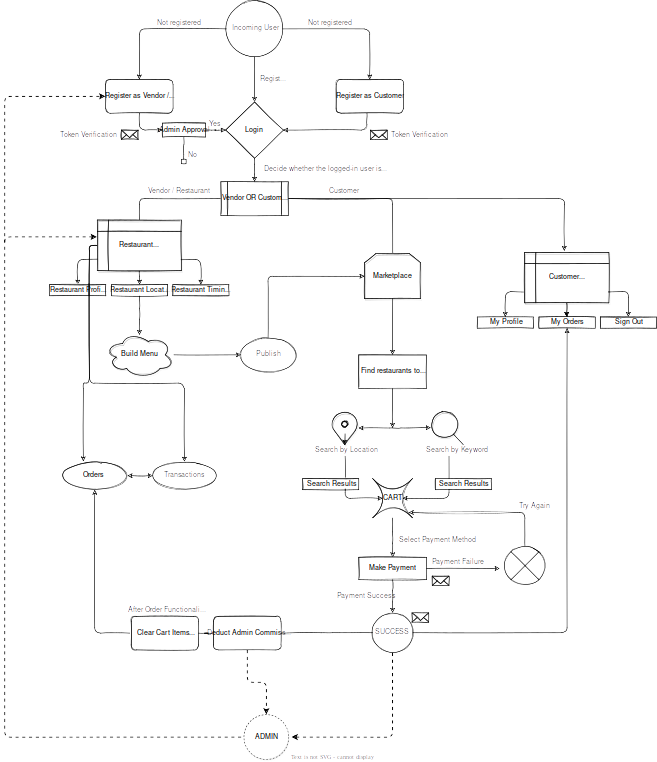 Incoming User
Not registered
Not registered
Regist...
Register as Vendor /...
Register as Customer
Admin Approval
Yes
Login
Token Verification
Token Verification
No
Decide whether the logged-in user is...
Vendor / Restaurant
Vendor OR Custom...
Customer
Restaurant...
Marketplace
Customer...
Restaurant Profi...
Restaurant Locat...
Restaurant Timin...
My Profile
My Orders
Sign Out
Build Menu
Publish
Find restaurants to...
Search by Location
Search by Keyword
Orders
Transactions
Search Results
Search Results
CART
Try Again
Select Payment Method
Make Payment
Payment Failure
Payment Success
After Order Functionali...
Clear Cart Items...
Deduct Admin Commis...
SUCCESS
ADMIN
Text is not SVG - cannot display